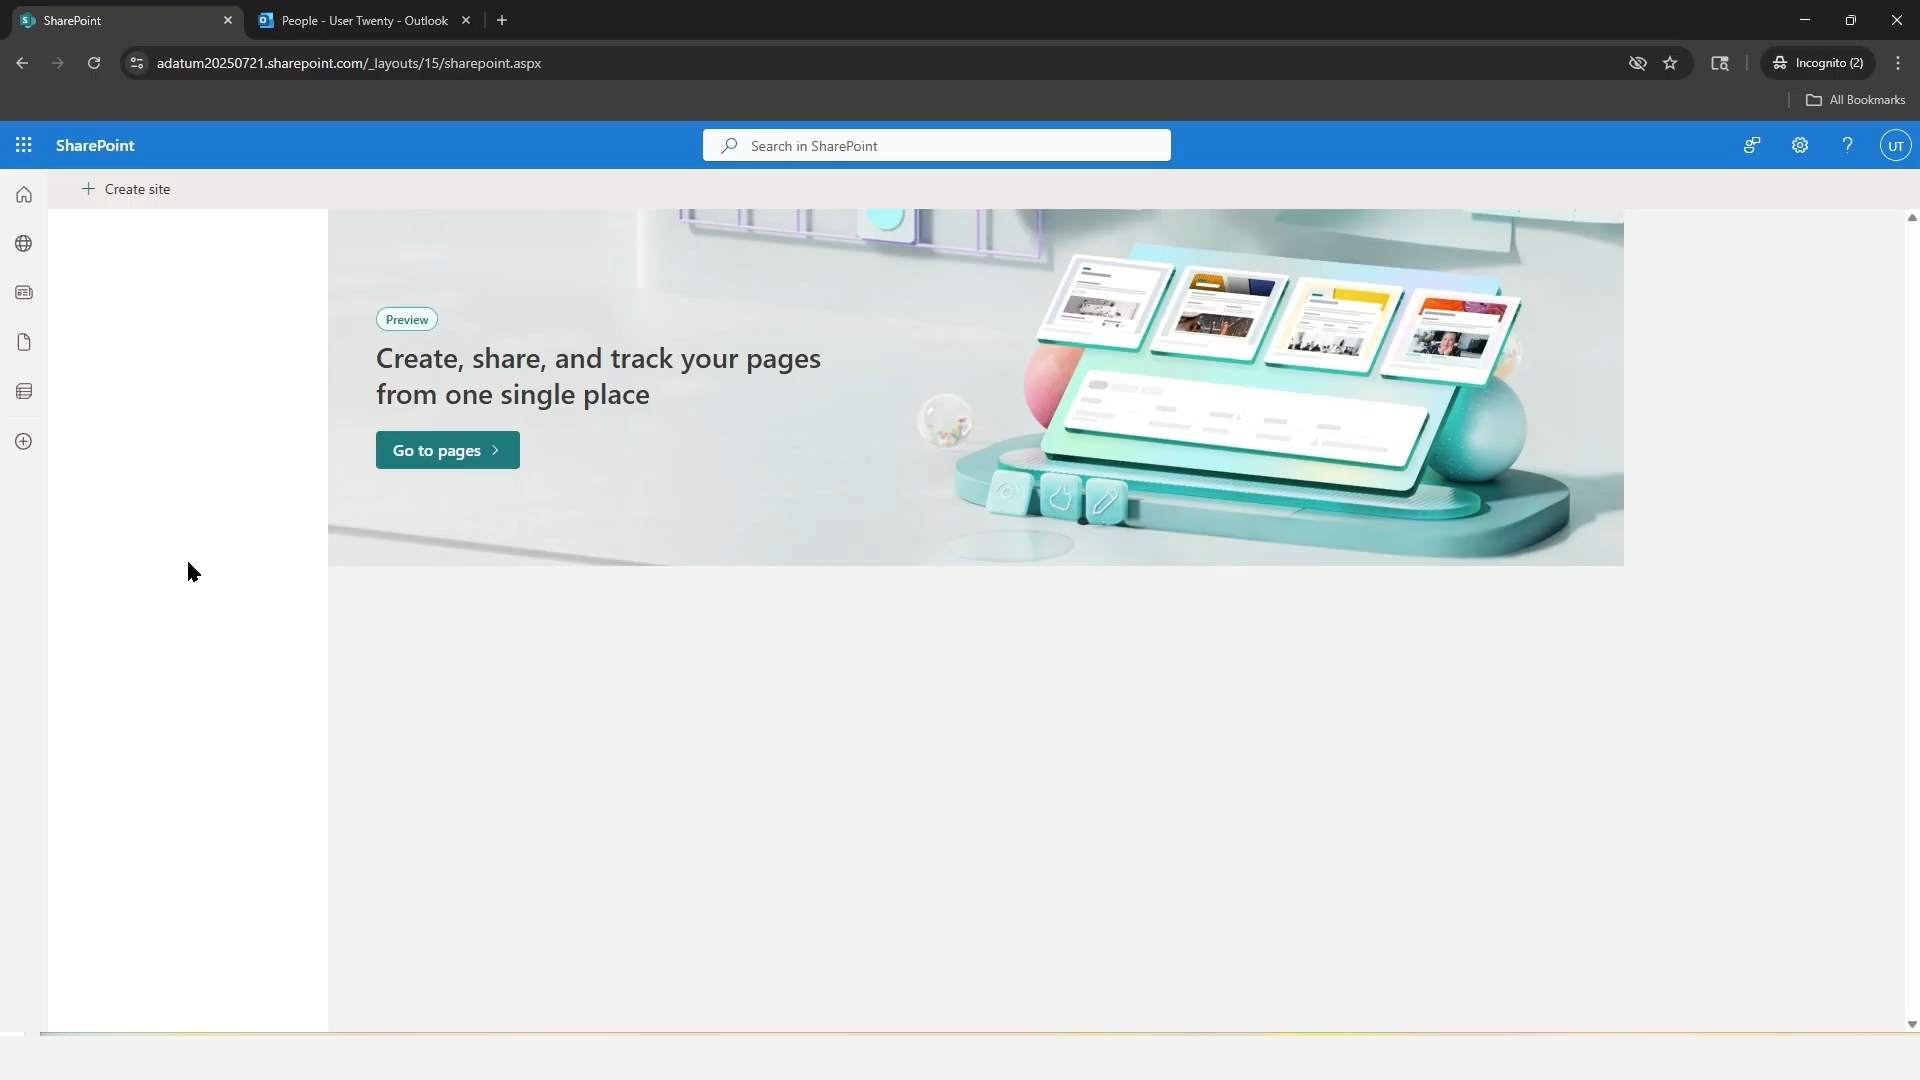 SharePoint
People - User Twenty - Outlook
adatum20250721.sharepoint.com/_layouts/15/sharepoint.aspx
Incognito (2)
All Bookmarks
SharePoint
Search in SharePoint
UT
Create site
Preview
Create, share, and track your pages
from one single place
Go to pages